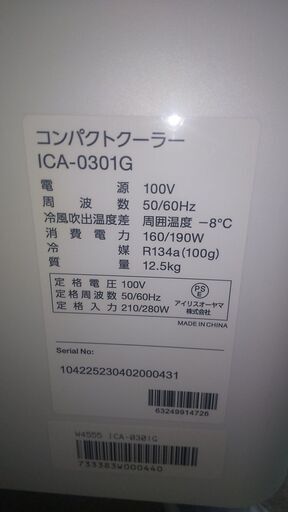 コンパクトクーラー
ICA-0301G
電源 100V
周波数 50/60Hz
冷風吹出温度差 周囲温度 -8℃
消費電力 160/190W
冷媒 R134a(100g)
質量 12.5kg
定格電圧 100V
定格周波数 50/60Hz
定格入力 210/280W
PS
E
アイリスオーヤマ
株式会社
MADE IN CHINA
Serial No:
104225230402000431
63249914726
W4555 ICA-0301G
733383W000440